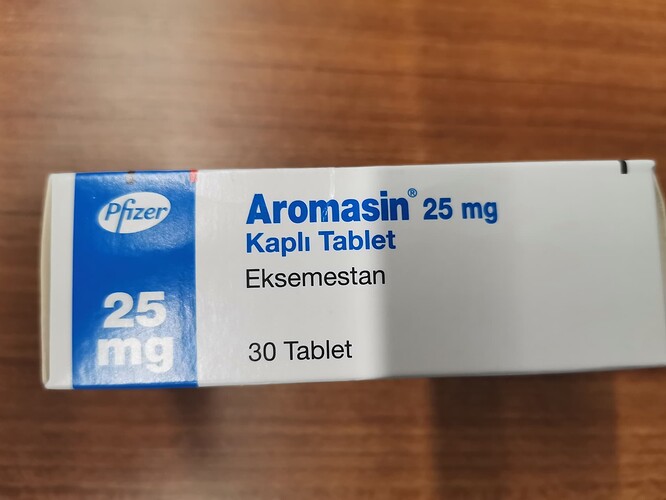 Pfizer
25
mg
Aromasin® 25 mg
Kaplı Tablet
Eksemestan
30 Tablet